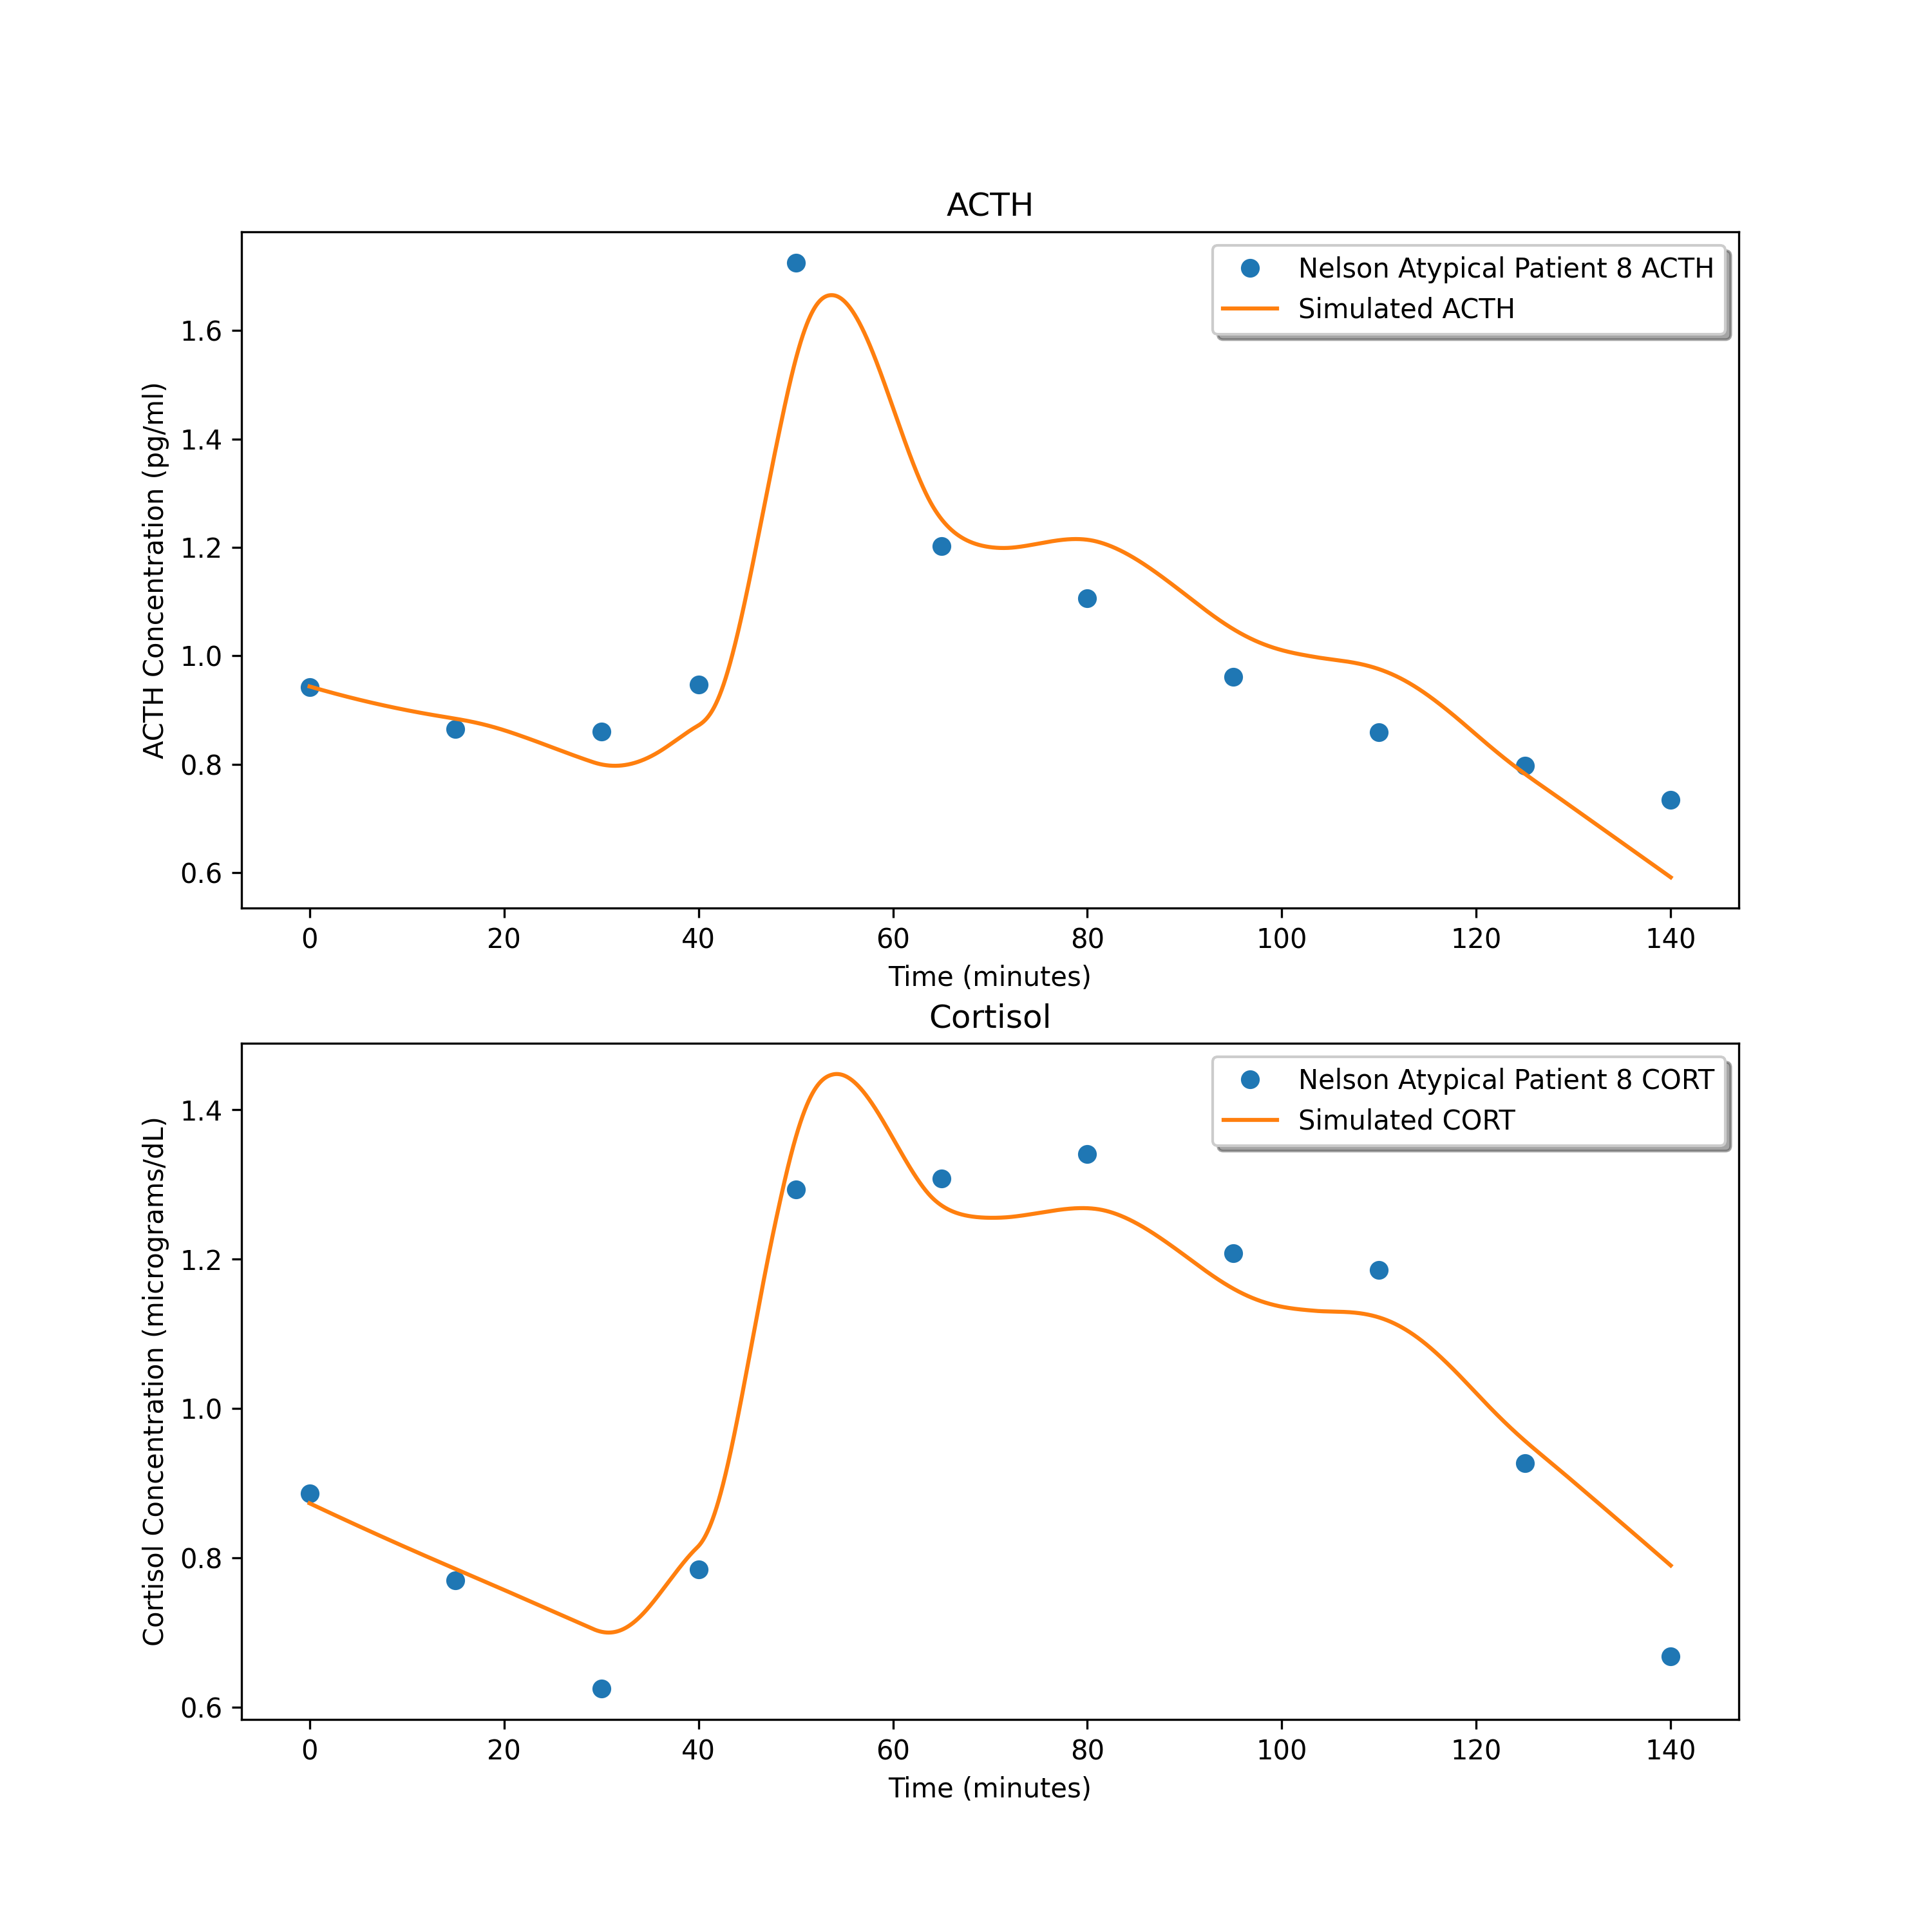 ACTH
Nelson Atypical Patient 8 ACTH
Simulated ACTH
ACTH Concentration (pg/ml)
1.6
1.4
1.2
1.0
0.8
0.6
0 20 40 60 80 100 120 140
Time (minutes)
Cortisol
Nelson Atypical Patient 8 CORT
Simulated CORT
Cortisol Concentration (micrograms/dL)
1.4
1.2
1.0
0.8
0.6
0 20 40 60 80 100 120 140
Time (minutes)